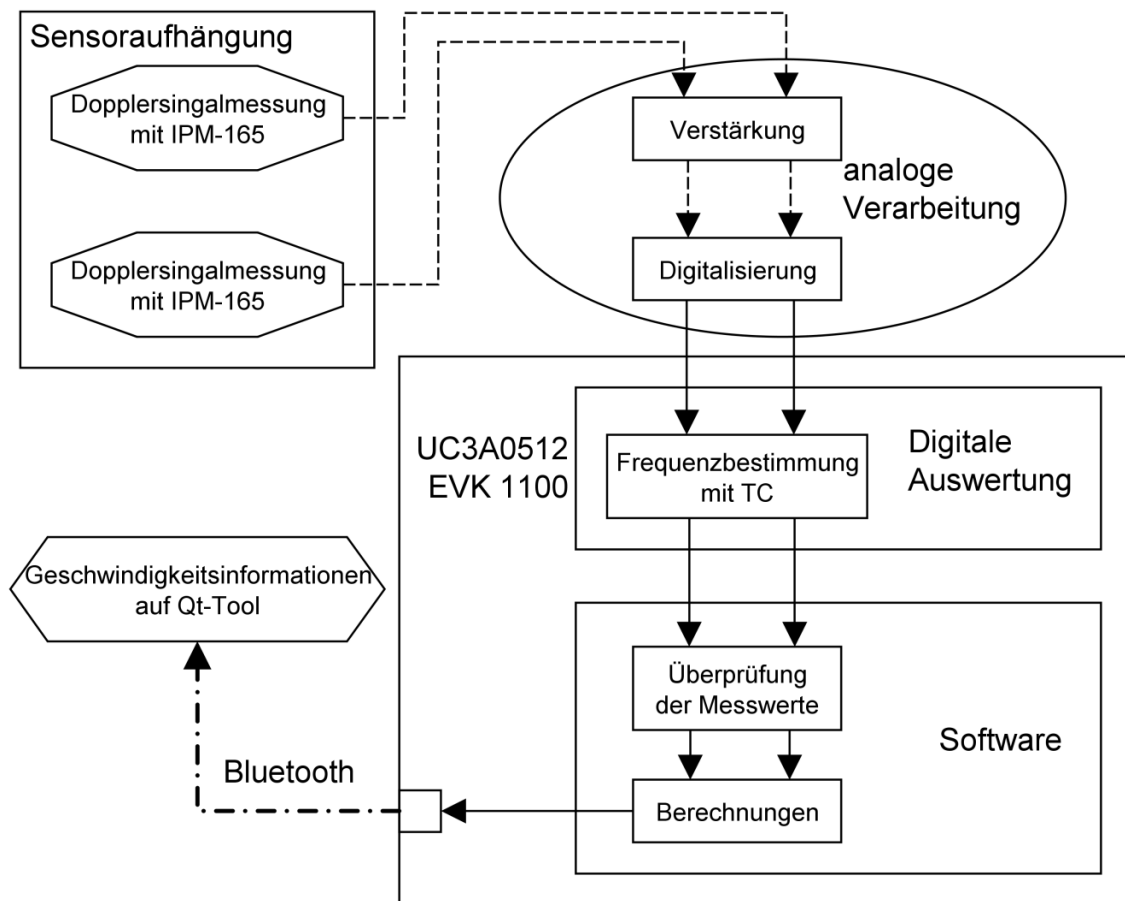 Sensoraufhängung
Dopplersingalmessung
mit IPM-165
Dopplersingalmessung
mit IPM-165
Verstärkung
analoge
Verarbeitung
Digitalisierung
UC3A0512
EVK 1100
Frequenzbestimmung
mit TC
Digitale
Auswertung
Geschwindigkeitsinformationen
auf Qt-Tool
Überprüfung
der Messwerte
Software
Bluetooth
Berechnungen